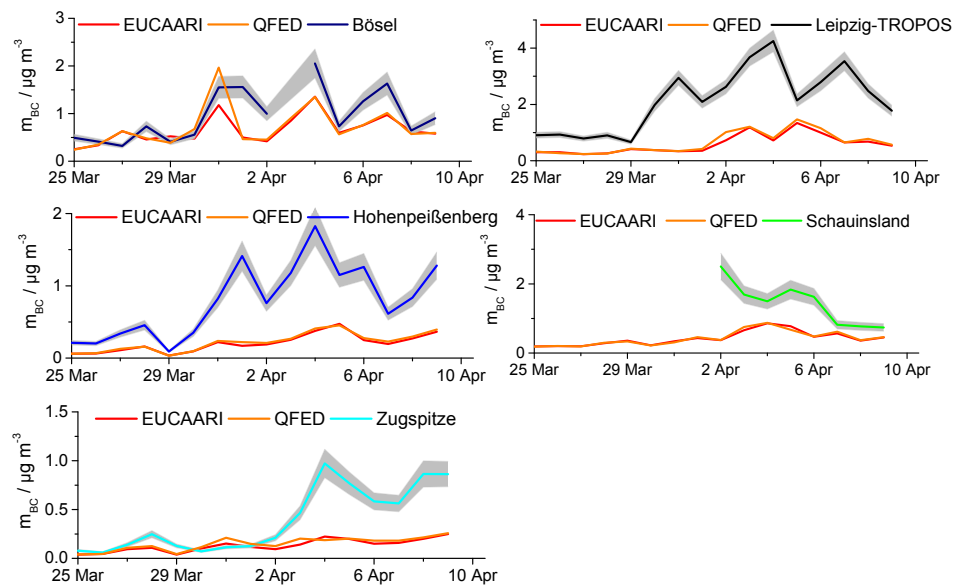 EUCAARI QFED Bösel
m_BC / µg m⁻³
3
2
1
0
25 Mar 29 Mar 2 Apr 6 Apr 10 Apr
EUCAARI QFED Leipzig-TROPOS
m_BC / µg m⁻³
4
2
0
25 Mar 29 Mar 2 Apr 6 Apr 10 Apr
EUCAARI QFED Hohenpeißenberg
m_BC / µg m⁻³
2
1
0
25 Mar 29 Mar 2 Apr 6 Apr 10 Apr
EUCAARI QFED Schauinsland
m_BC / µg m⁻³
4
2
0
25 Mar 29 Mar 2 Apr 6 Apr 10 Apr
EUCAARI QFED Zugspitze
m_BC / µg m⁻³
1.5
1.0
0.5
0.0
25 Mar 29 Mar 2 Apr 6 Apr 10 Apr